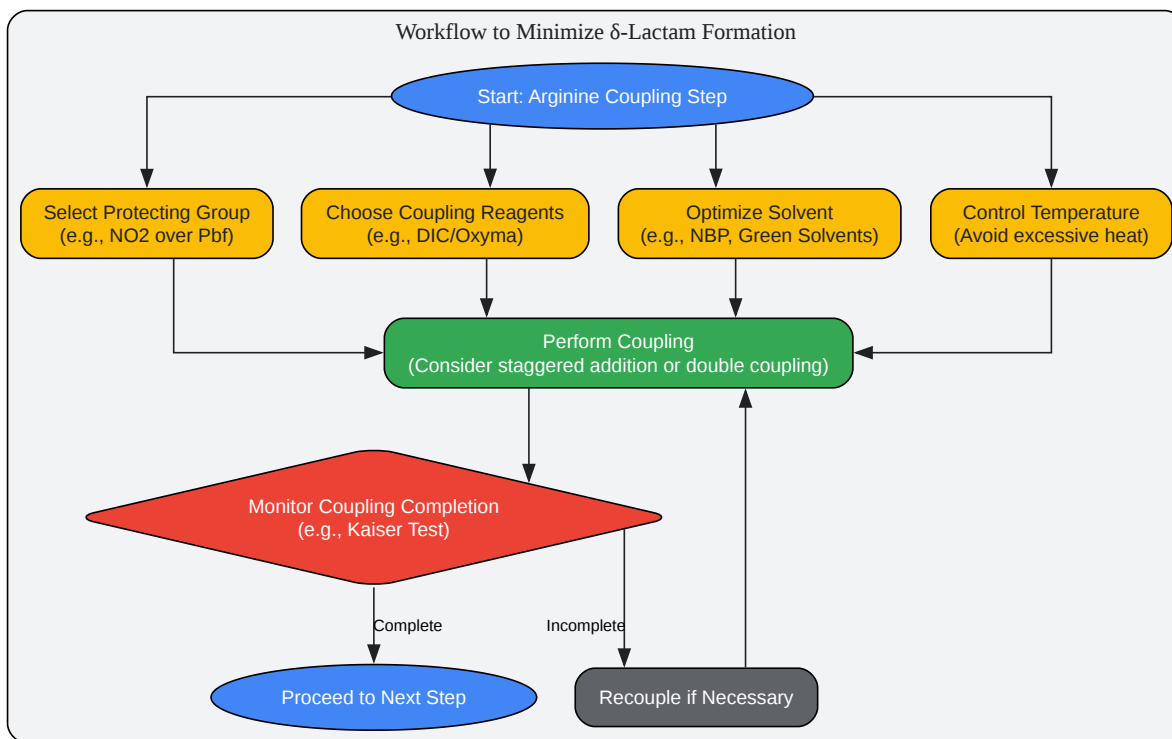 Workflow to Minimize δ-Lactam Formation
Start: Arginine Coupling Step
Select Protecting Group
(e.g., NO2 over Pbf)
Choose Coupling Reagents
(e.g., DIC/Oxyma)
Optimize Solvent
(e.g., NBP, Green Solvents)
Control Temperature
(Avoid excessive heat)
Perform Coupling
(Consider staggered addition or double coupling)
Monitor Coupling Completion
(e.g., Kaiser Test)
Complete
Incomplete
Proceed to Next Step
Recouple if Necessary